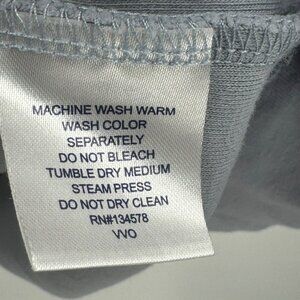 MACHINE WASH WARM
WASH COLOR
SEPARATELY
DO NOT BLEACH
TUMBLE DRY MEDIUM
STEAM PRESS
DO NOT DRY CLEAN
RN#134578
VVO